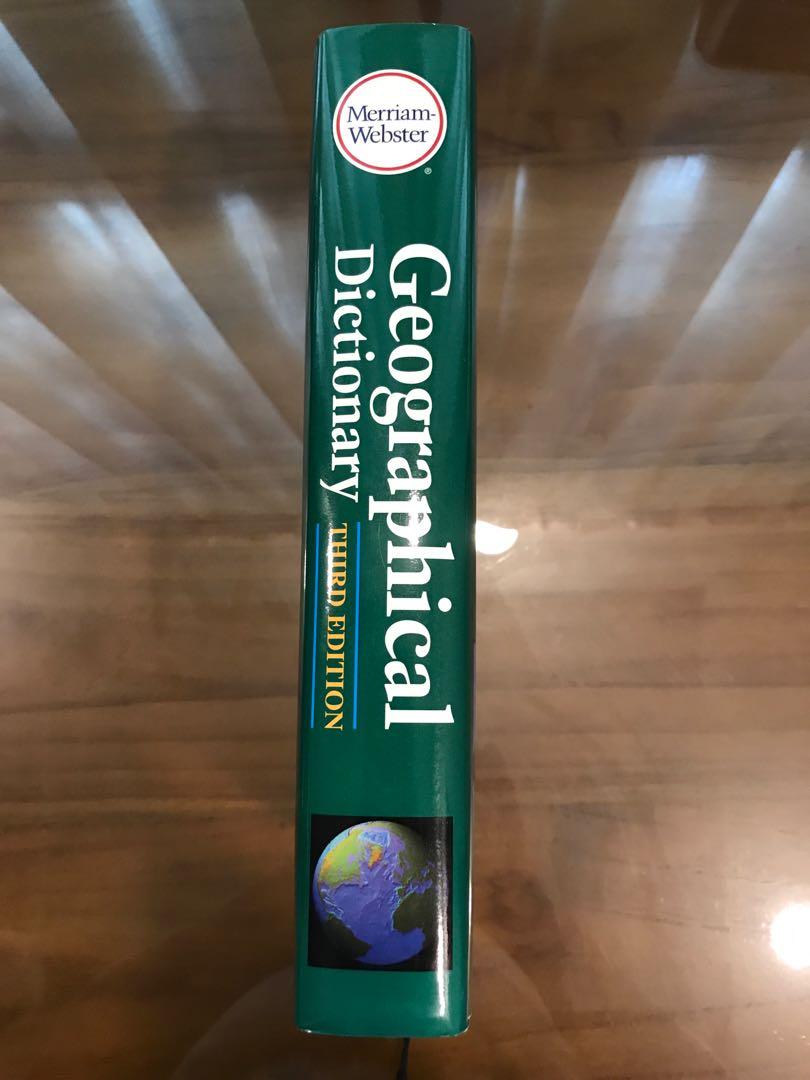 Merriam-
Webster
®
Geographical
Dictionary
THIRD EDITION